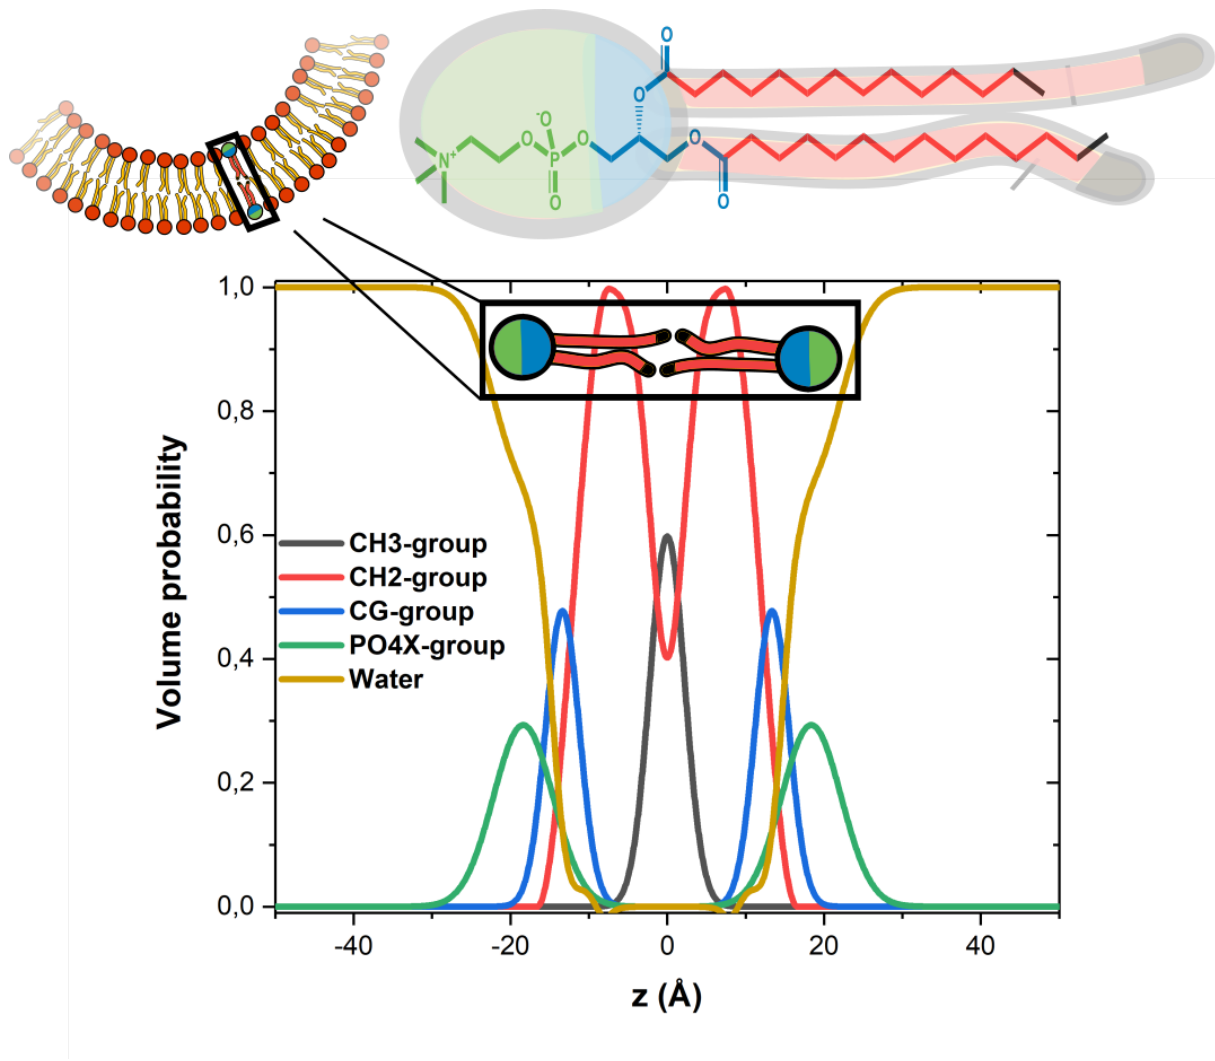 O
O
-O
O
P
O
O
N+
O
O
1,0
0,8
0,6
0,4
0,2
0,0
Volume probability
CH3-group
CH2-group
CG-group
PO4X-group
Water
-40
-20
0
20
40
z (Å)